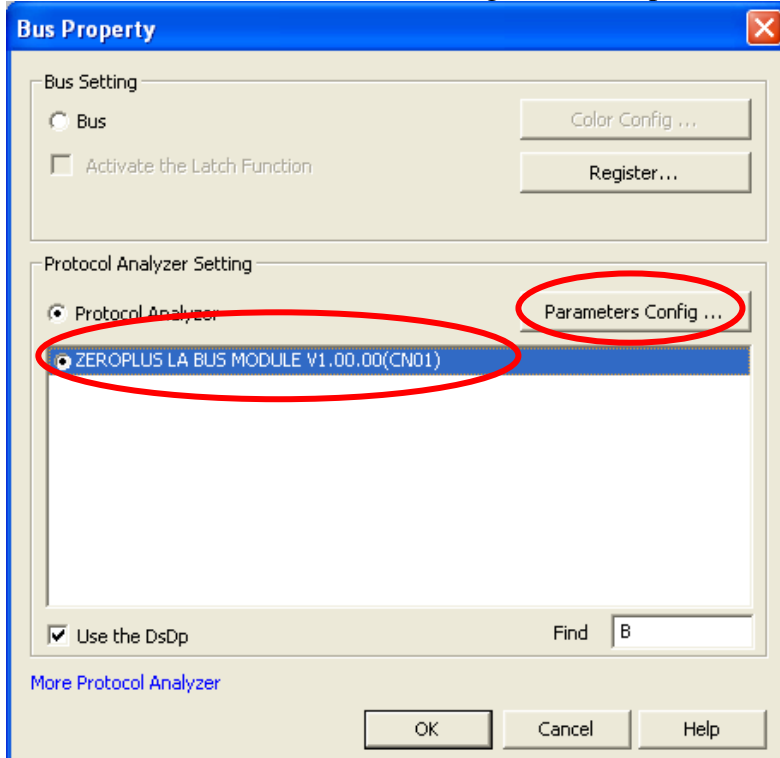 Bus Property
Bus Setting
Bus
Color Config ...
Activate the Latch Function
Register...
Protocol Analyzer Setting
Protocol Analyzer
Parameters Config ...
ZEROPLUS LA BUS MODULE V1.00.00(CN01)
Use the DsDp
Find B
More Protocol Analyzer
OK Cancel Help